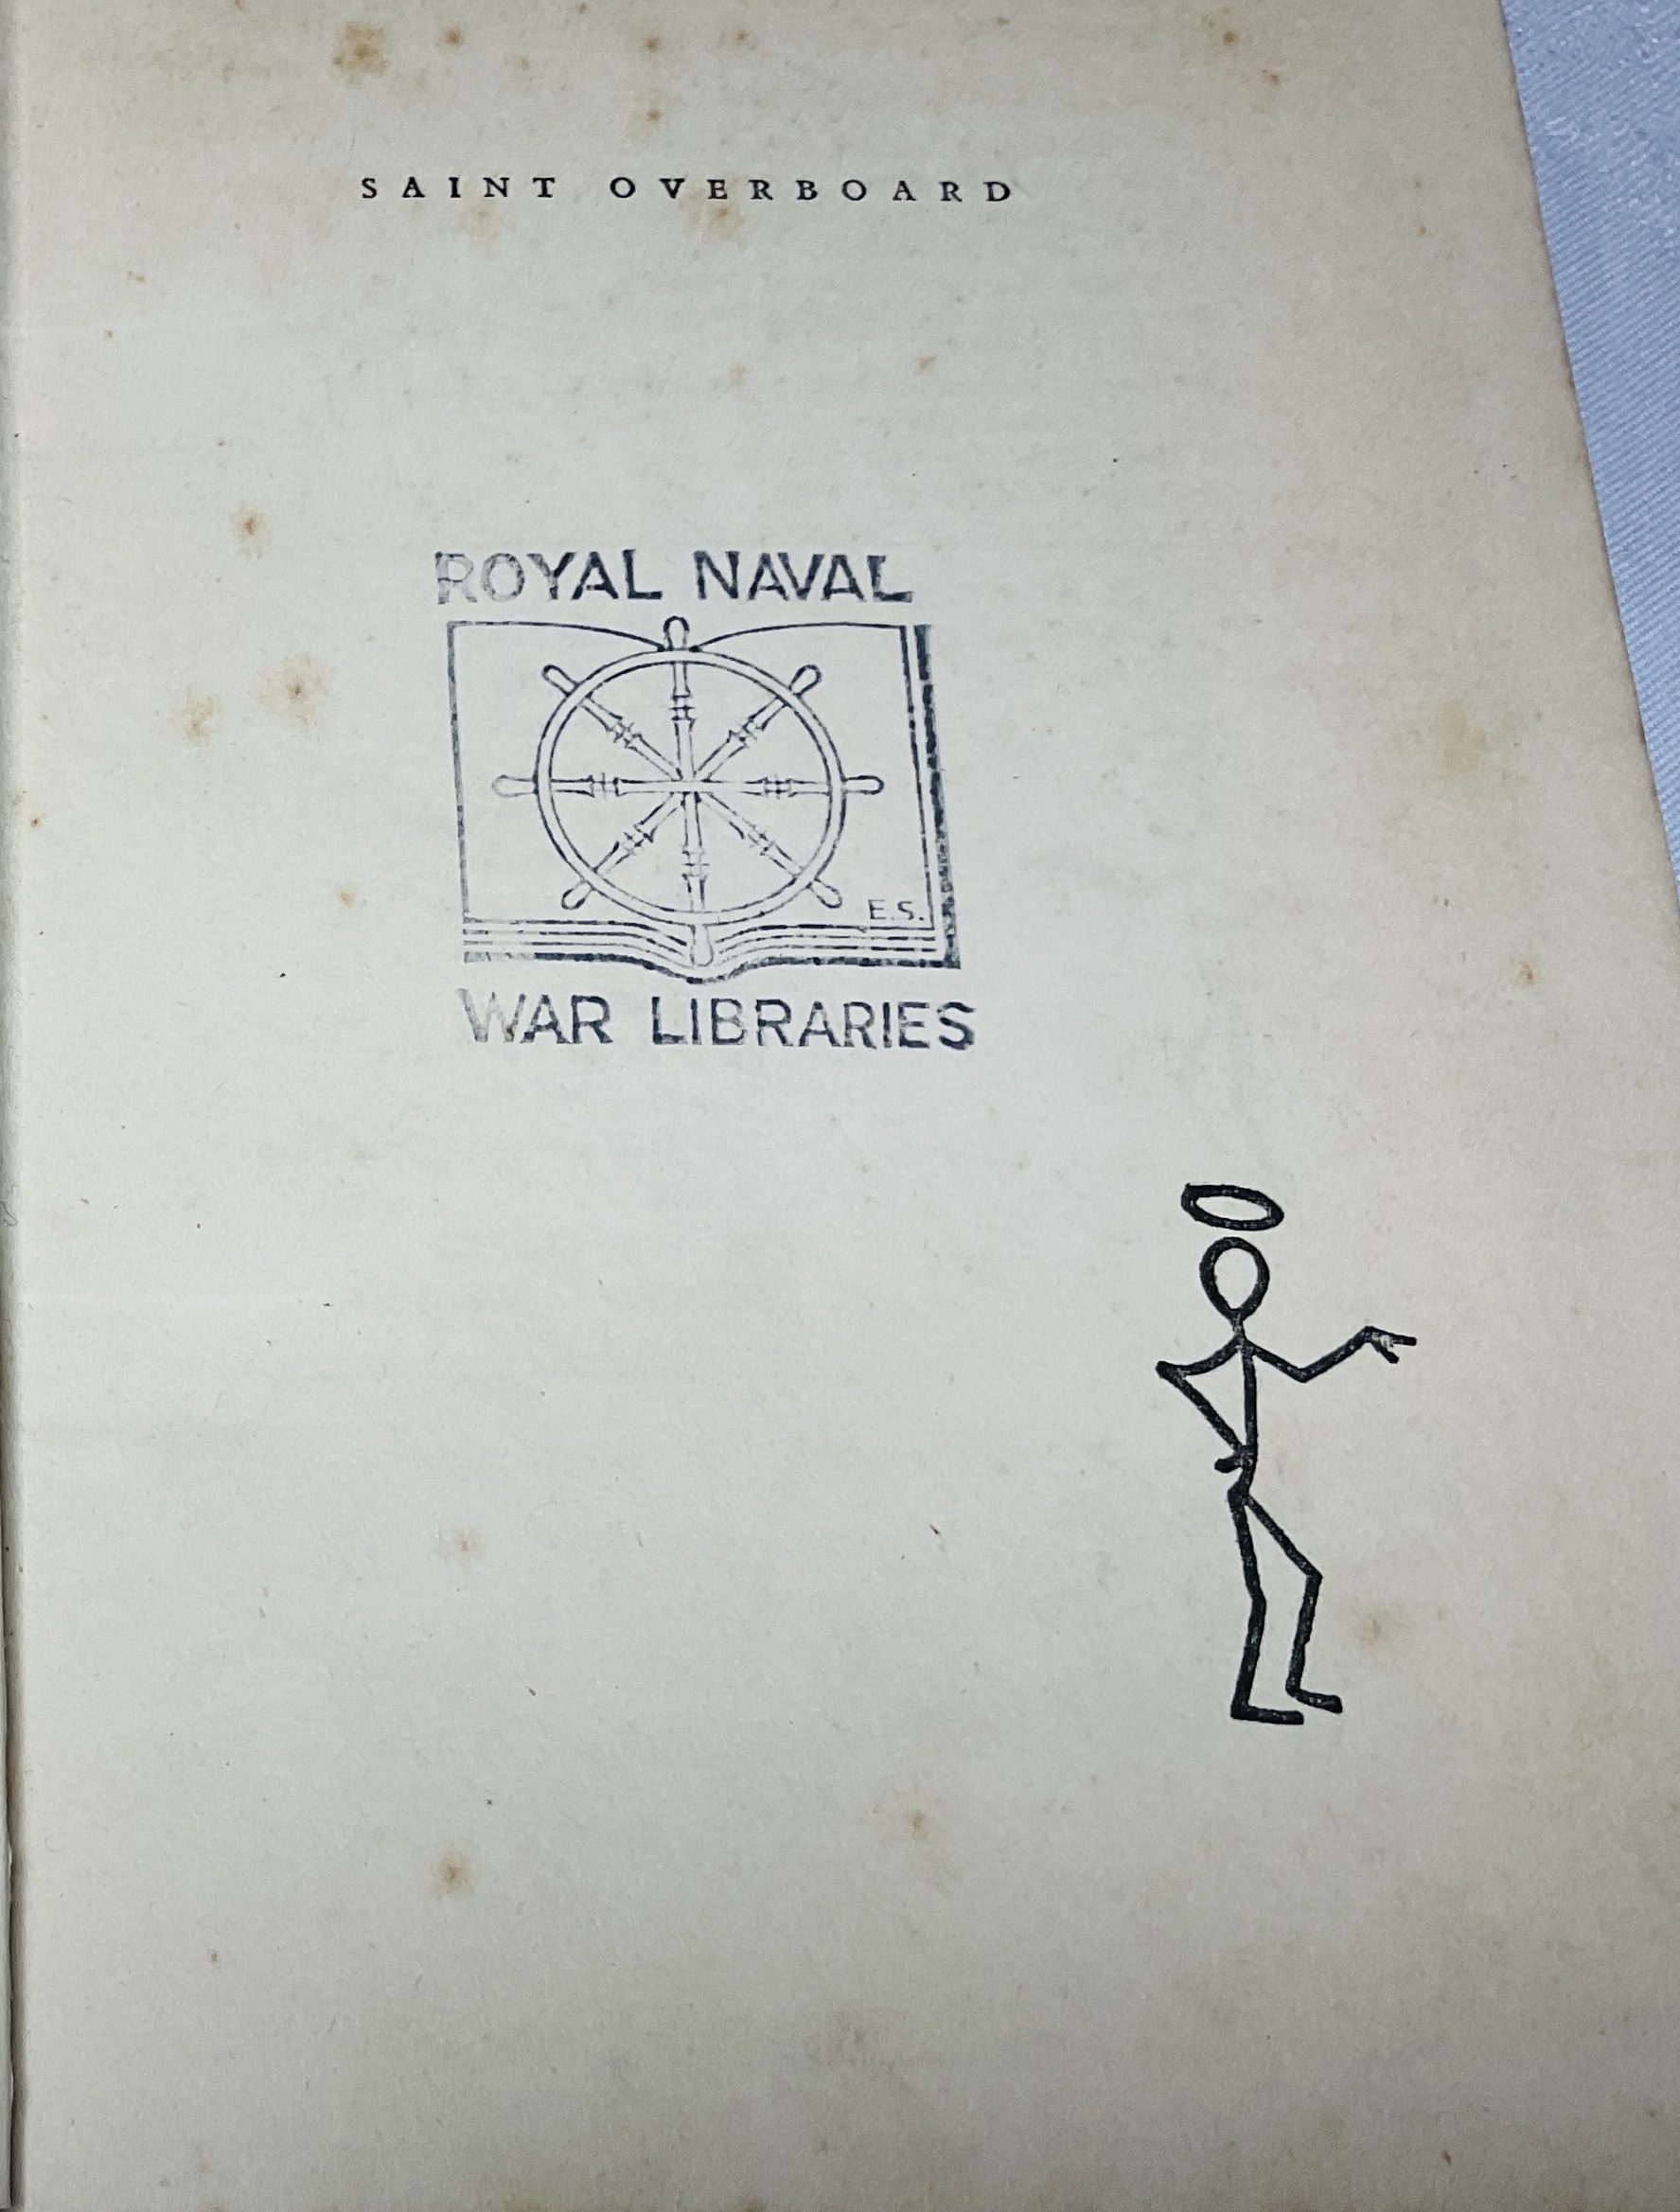 SAINT OVERBOARD
ROYAL NAVAL
E.S.
WAR LIBRARIES